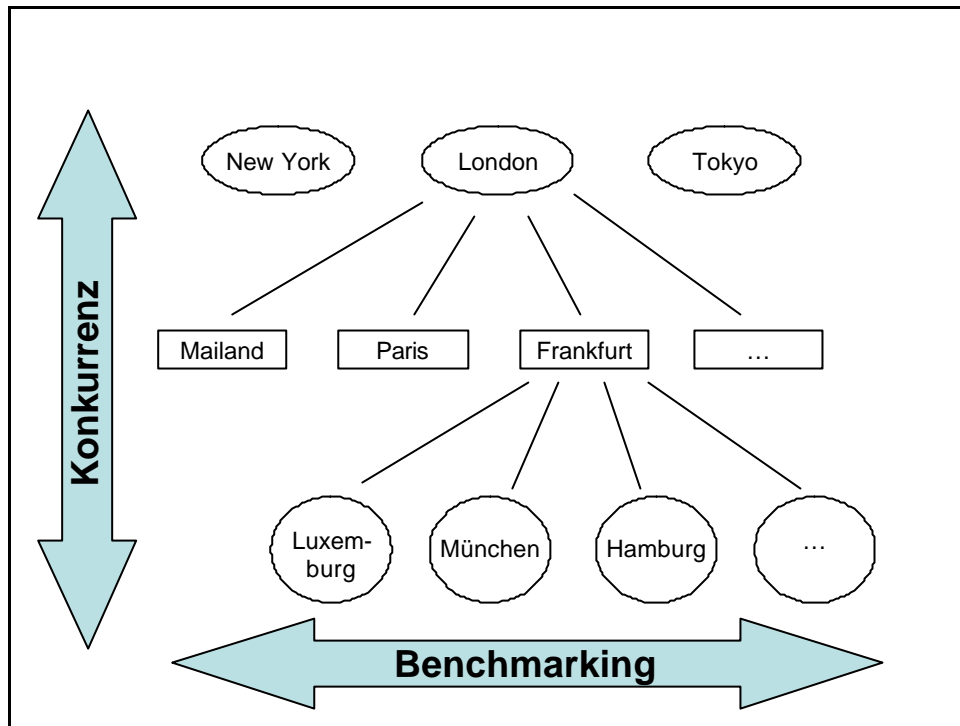 New York
London
Tokyo
Konkurrenz
Mailand
Paris
Frankfurt
…
Luxem-
burg
München
Hamburg
…
Benchmarking